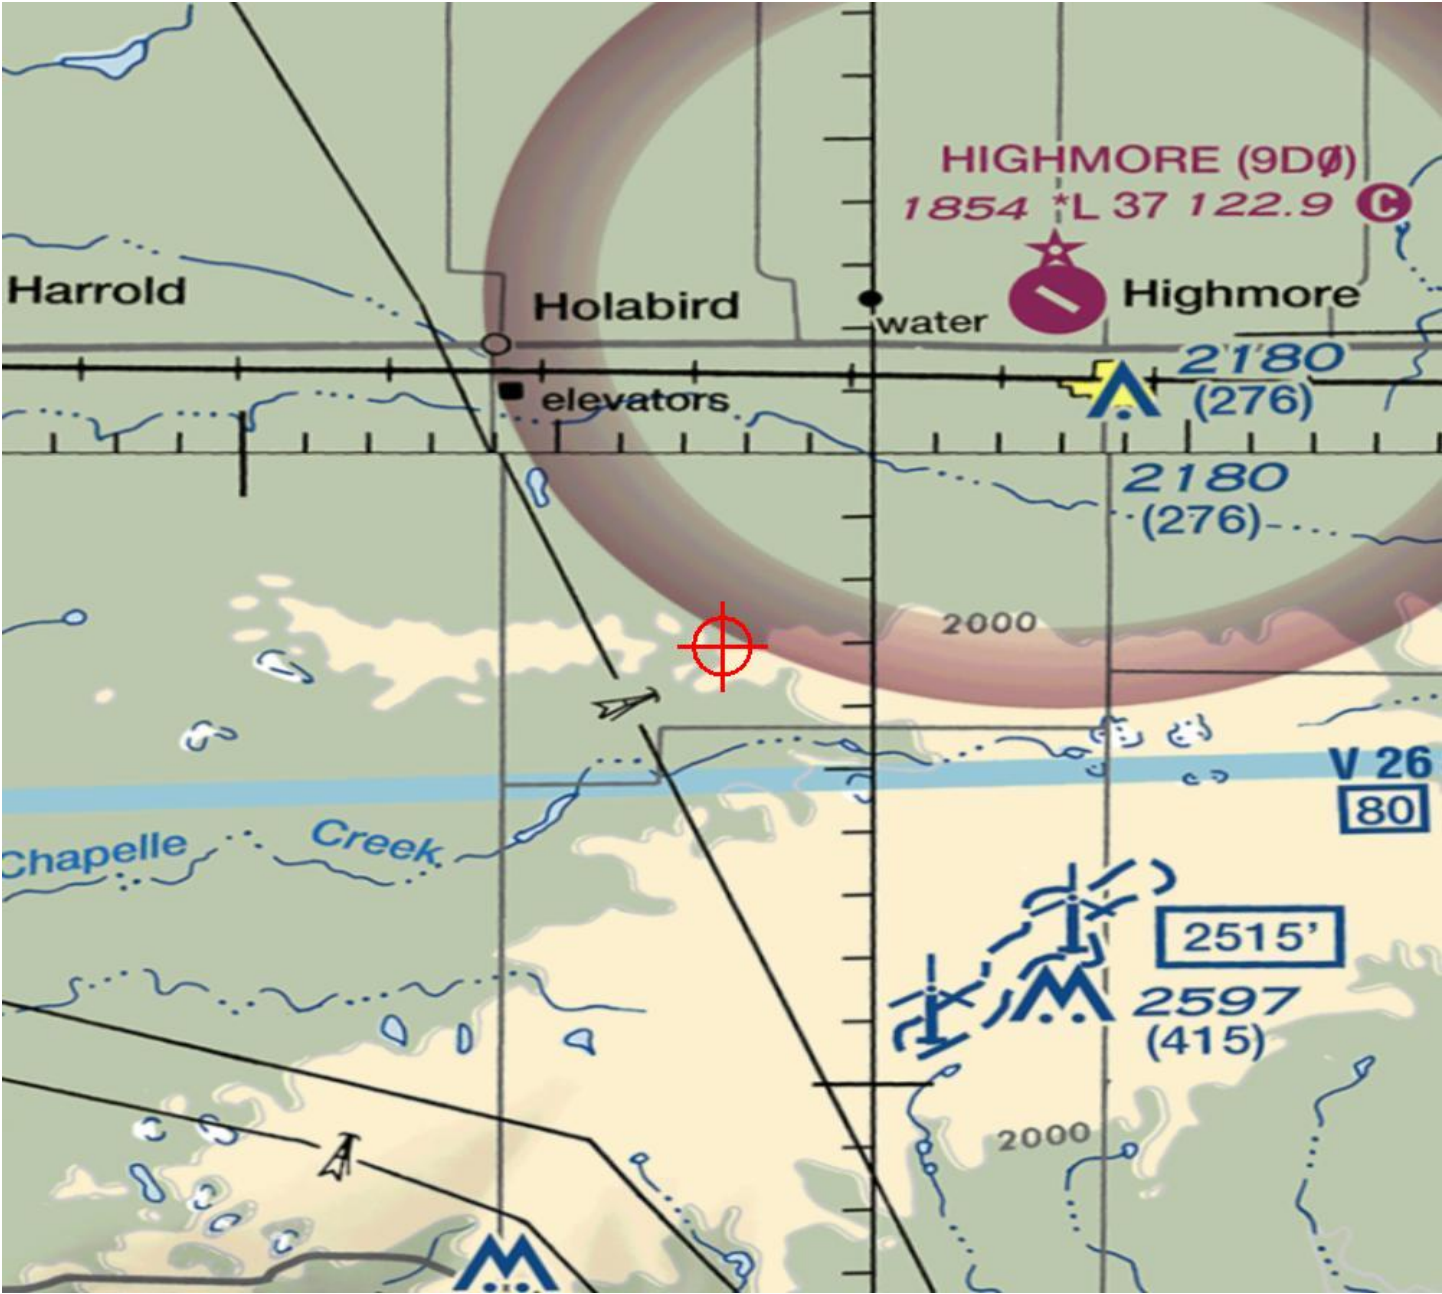 HIGHMORE (9DØ)
1854 *L 37 122.9 C
Harrold
Holabird
Highmore
water
2180
(276)
elevators
2180
(276)
2000
V 26
80
Chapelle Creek
2515'
2597
(415)
2000